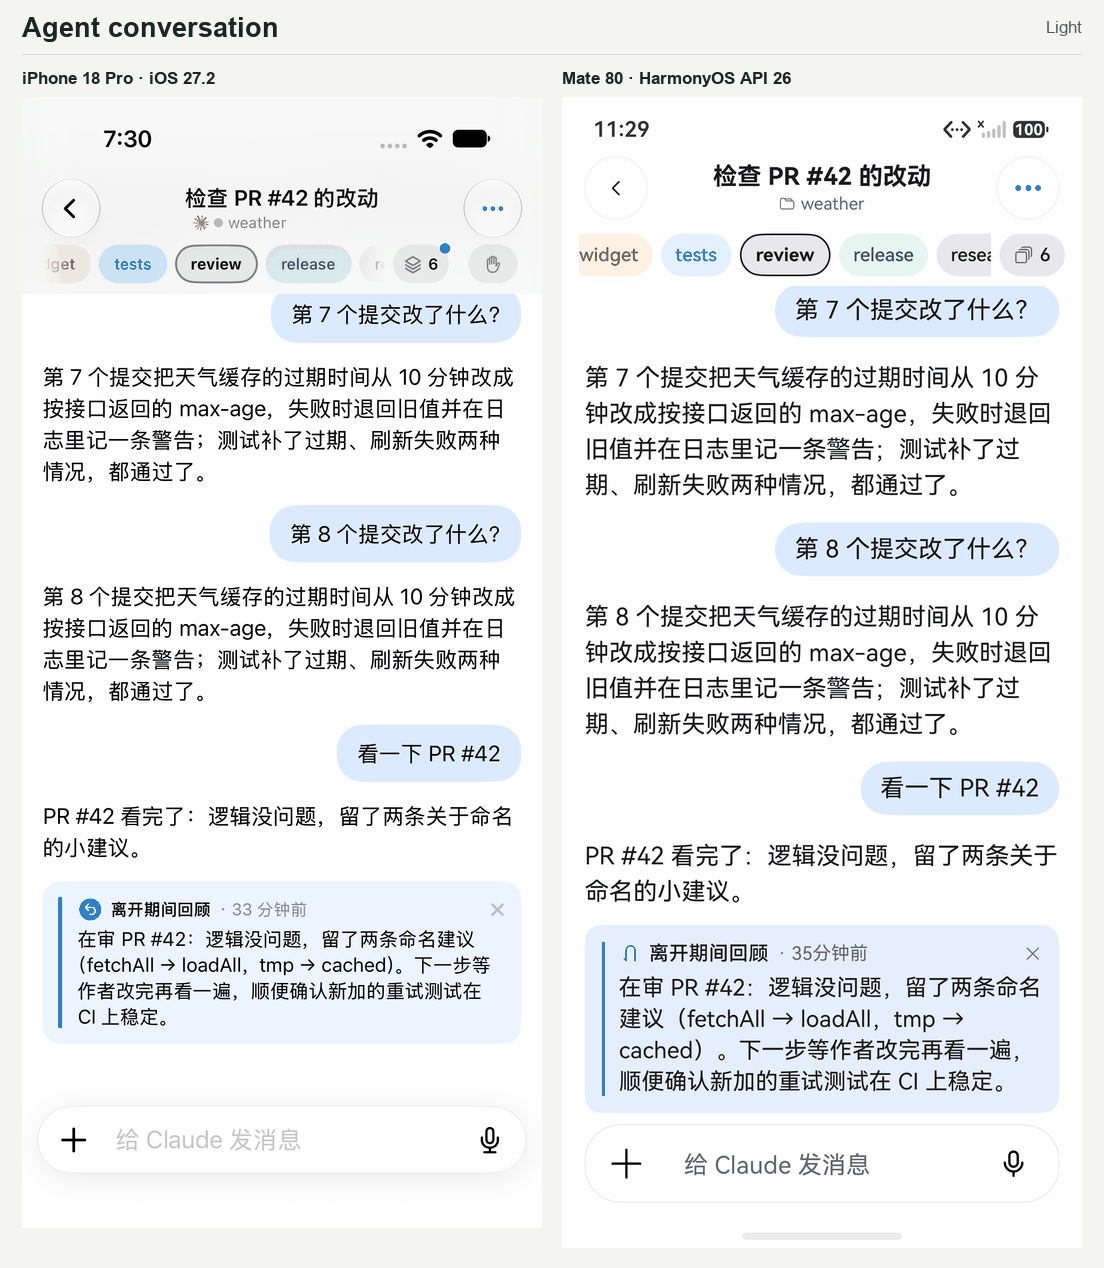 Agent conversation
Light
iPhone 18 Pro · iOS 27.2
7:30
检查 PR #42 的改动
weather
dget
tests
review
release
6
第 7 个提交改了什么？
第 7 个提交把天气缓存的过期时间从 10 分钟改成
按接口返回的 max-age，失败时退回旧值并在日
志里记一条警告；测试补了过期、刷新失败两种
情况，都通过了。
第 8 个提交改了什么？
第 8 个提交把天气缓存的过期时间从 10 分钟改成
按接口返回的 max-age，失败时退回旧值并在日
志里记一条警告；测试补了过期、刷新失败两种
情况，都通过了。
看一下 PR #42
PR #42 看完了：逻辑没问题，留了两条关于命名
的小建议。
离开期间回顾 · 33 分钟前
在审 PR #42：逻辑没问题，留了两条命名建议
（fetchAll → loadAll，tmp → cached）。下一步等
作者改完再看一遍，顺便确认新加的重试测试在
CI 上稳定。
给 Claude 发消息
Mate 80 · HarmonyOS API 26
11:29
100
检查 PR #42 的改动
weather
widget
tests
review
release
resea
6
第 7 个提交改了什么？
第 7 个提交把天气缓存的过期时间从 10 分
钟改成按接口返回的 max-age，失败时退回
旧值并在日志里记一条警告；测试补了过
期、刷新失败两种情况，都通过了。
第 8 个提交改了什么？
第 8 个提交把天气缓存的过期时间从 10 分
钟改成按接口返回的 max-age，失败时退回
旧值并在日志里记一条警告；测试补了过
期、刷新失败两种情况，都通过了。
看一下 PR #42
PR #42 看完了：逻辑没问题，留了两条关于
命名的小建议。
离开期间回顾 · 35分钟前
在审 PR #42：逻辑没问题，留了两条命名
建议（fetchAll → loadAll，tmp →
cached）。下一步等作者改完再看一遍，
顺便确认新加的重试测试在 CI 上稳定。
给 Claude 发消息